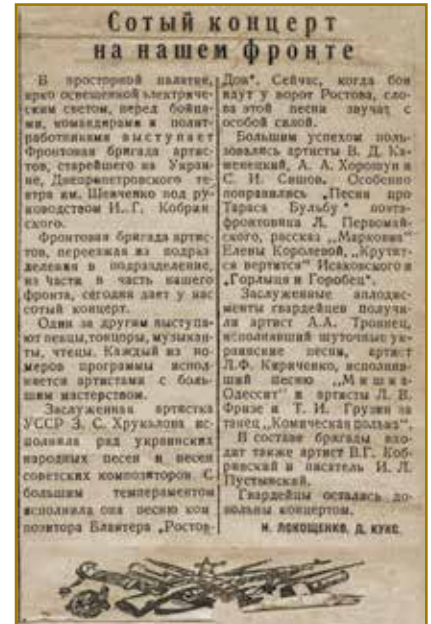 Сотый концерт
на нашем фронте
В просторной палатке,
ярко освещенной электриче-
ским светом, перед бойца-
ми, командирами и полит-
работниками выступает
Фронтовая бригада артис-
тов, старейшего на Украи-
не, Днепропетровского те-
атра им. Шевченко под ру-
ководством И. Г. Кобрин-
ского.
Фронтовая бригада артис-
тов, переезжая из подраз-
деления в подразделение,
из части в часть нашего
фронта, сегодня дает у нас
сотый концерт.
Один за другим выступа-
ют певцы, танцоры, музыкан-
ты, чтецы. Каждый из но-
меров программы испол-
няется артистами с боль-
шим мастерством.
Заслуженная артистка
УССР З. С. Хрукалова ис-
полнила ряд украинских
народных песен и песен
советских композиторов. С
большим темпераментом
исполнила она песню ком
позитора Блантера „Ростов-
Дон". Сейчас, когда бои
идут у ворот Ростова, сло-
ва этой песни звучат с
особой силой.
Большим успехом поль-
зовались артисты В. Д. Ка-
менецкий, А. А. Хорошун и
С. И. Особенно
понравились „Песня про
Тараса Бульбу" поэта-
фронтовика Л. Первомай-
ского, рассказ „Марковна"
Елены Королевой, „Крутит-
ся вертится" Исаковского и
„Горлыця и Горобец".
Заслуженные аплодис-
менты гвардейцев получи-
ли артист А.А. Троянец,
исполнивший шуточные ук-
раинские песни, артист
Л.Ф. Кириченко, исполнив-
ший песню „Мишка-
Одессит" и артисты Л. В.
Фризе и Т. И. Грузин за
танец „Комическая полька".
В составе бригады вхо-
дят также артист В.Г. Коб-
ринский и писатель И. Л.
Пустынский.
Гвардейцы остались до-
вольны концертом.
И. ЛОКОЩЕНКО, Д. КУКС.